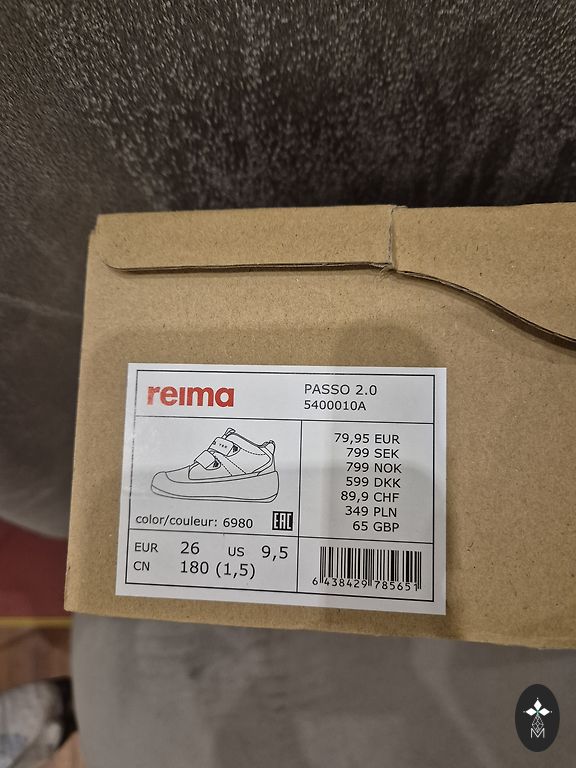 reima
PASSO 2.0
5400010A
79,95 EUR
799 SEK
799 NOK
599 DKK
89,9 CHF
349 PLN
65 GBP
color/couleur: 6980 EAC
EUR 26 US 9,5
CN 180 (1,5)
6 438429 785651
M